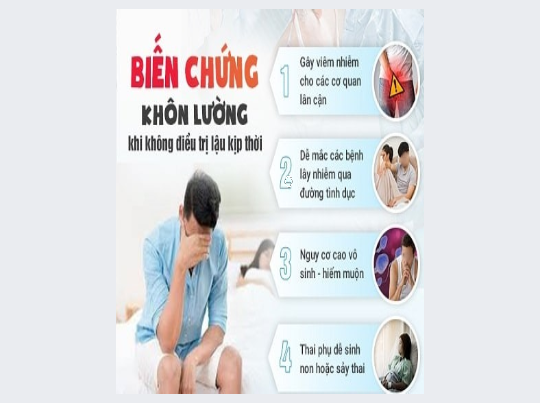 BIẾN CHỨNG
KHÔN LƯỜNG
khi không điều trị lậu kịp thời
1
Gây viêm nhiễm
cho các cơ quan
lân cận
2
Dễ mắc các bệnh
lây nhiễm qua
đường tình dục
3
Nguy cơ cao vô
sinh - hiếm muộn
4
Thai phụ dễ sinh
non hoặc sảy thai